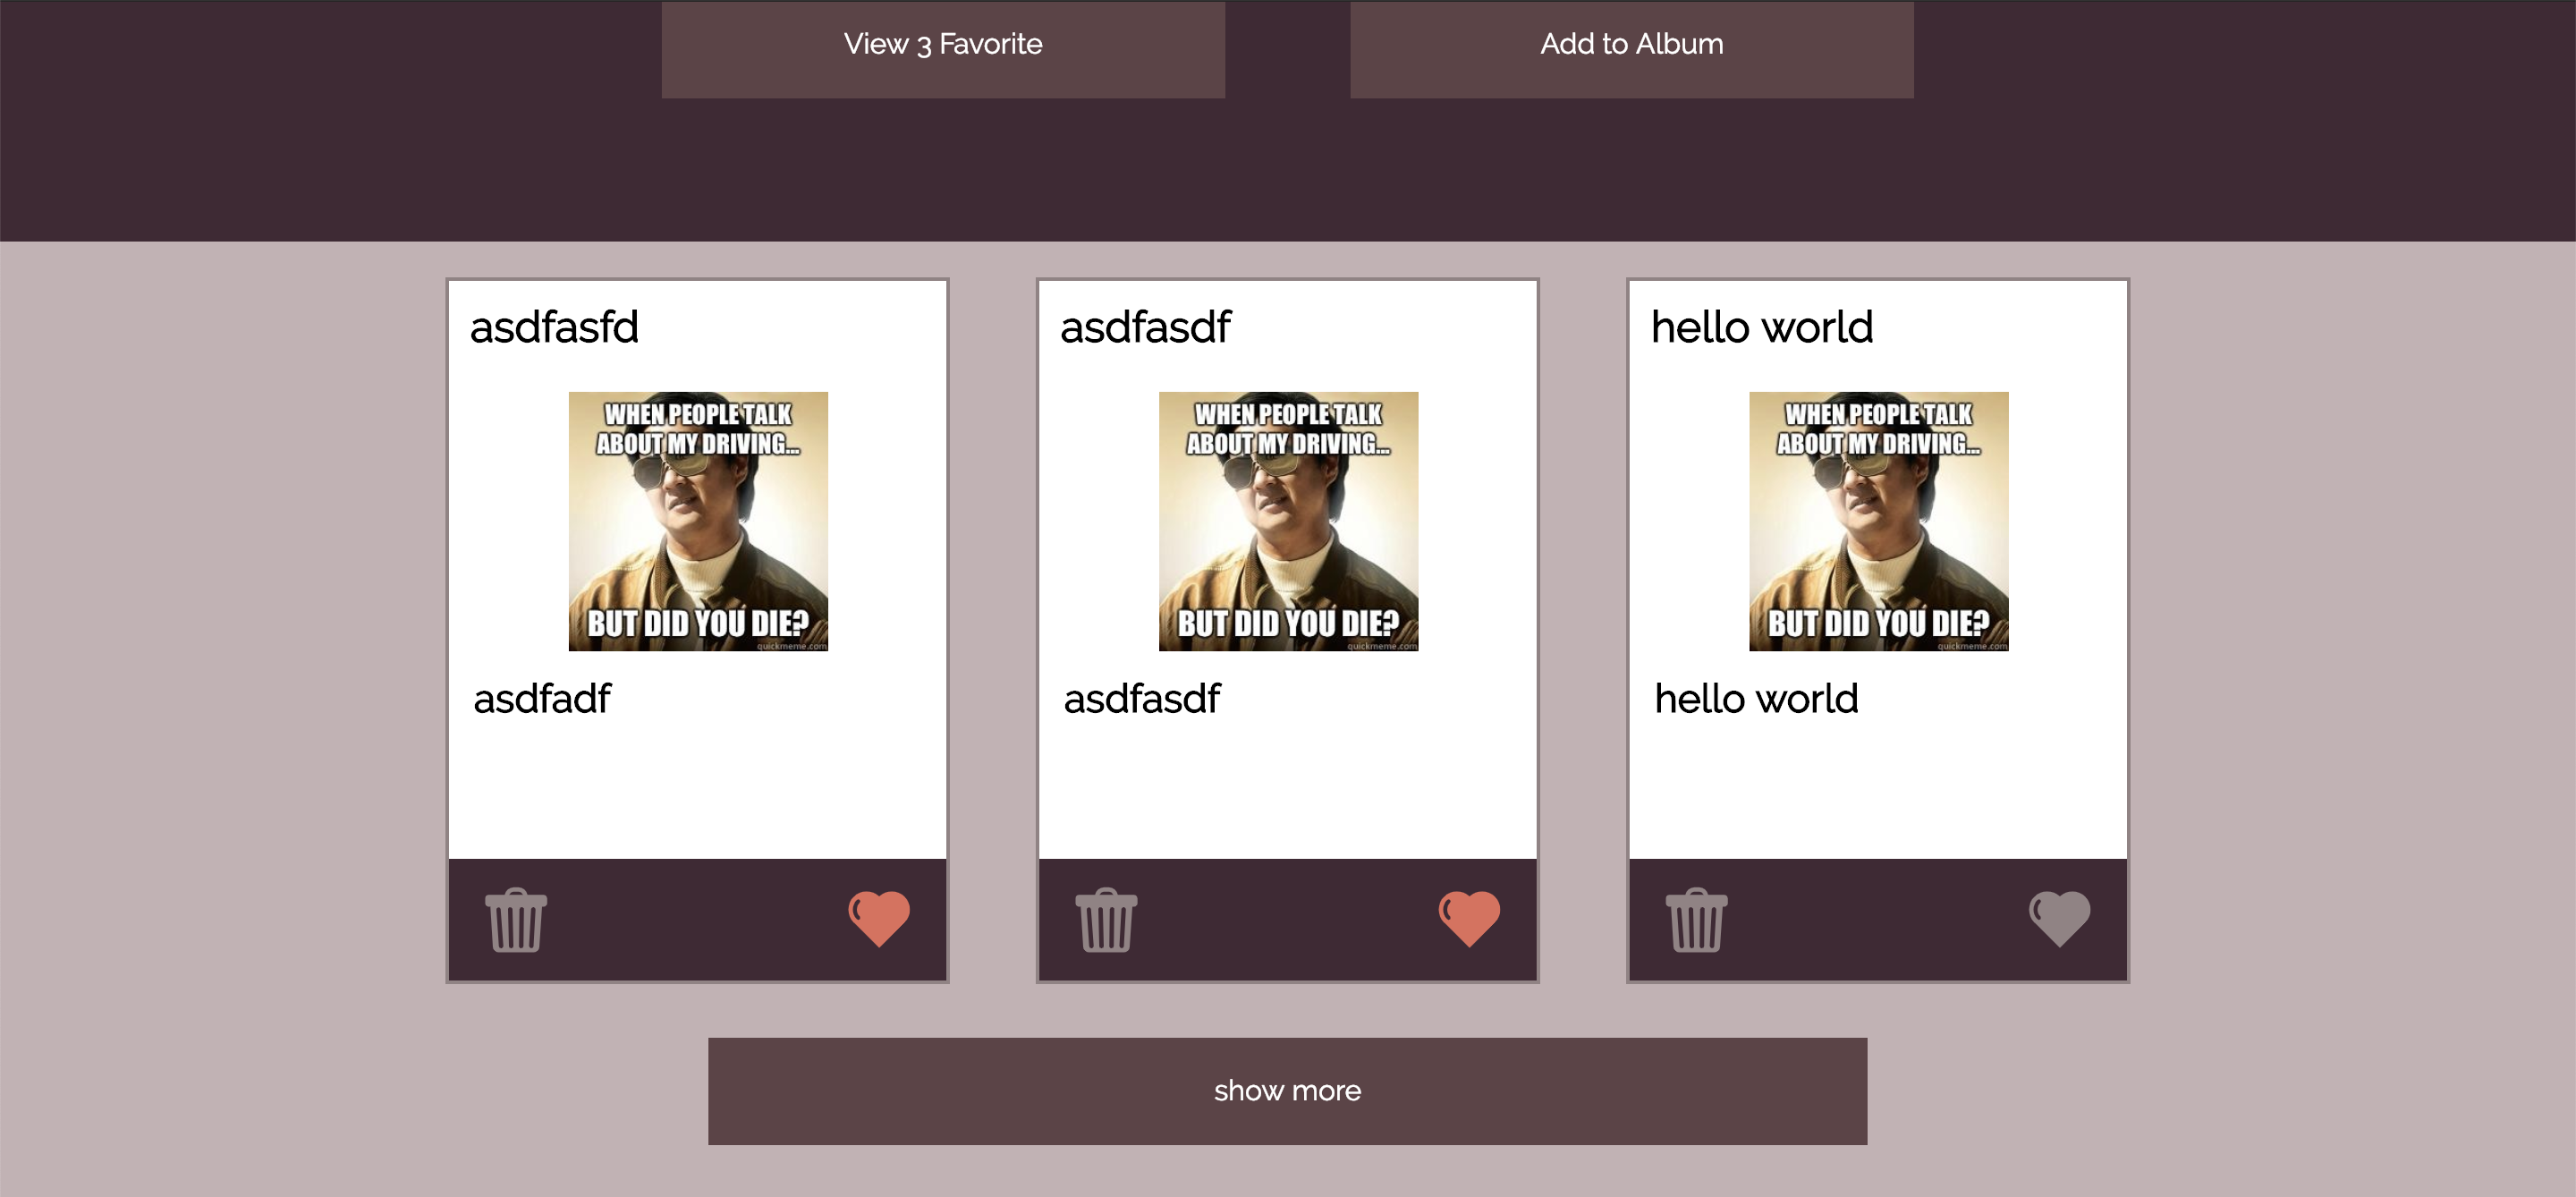 View 3 Favorite
Add to Album
asdfasfd
WHEN PEOPLE TALK
ABOUT MY DRIVING...
BUT DID YOU DIE?
quickmeme.com
asdfadf
asdfasdf
WHEN PEOPLE TALK
ABOUT MY DRIVING...
BUT DID YOU DIE?
quickmeme.com
asdfasdf
hello world
WHEN PEOPLE TALK
ABOUT MY DRIVING...
BUT DID YOU DIE?
quickmeme.com
hello world
show more